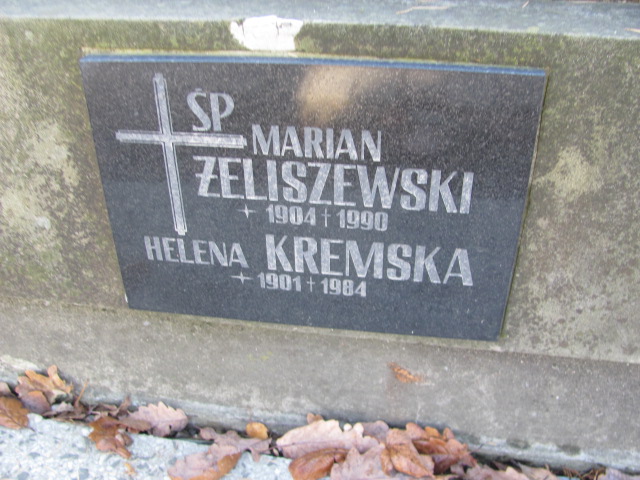 ŚP
MARIAN
ŻELISZEWSKI
1904 † 1990
HELENA KREMSKA
1901 † 1984